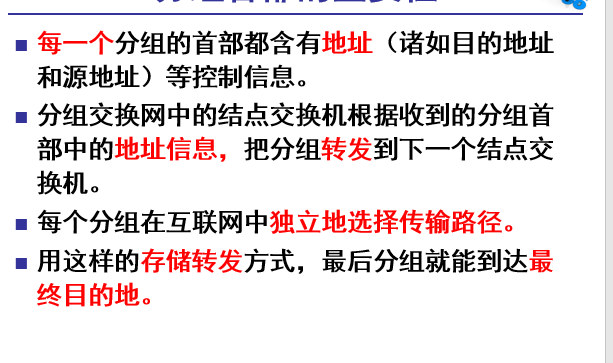 每一个分组的首部都含有地址（诸如目的地址
和源地址）等控制信息。
分组交换网中的结点交换机根据收到的分组首
部中的地址信息，把分组转发到下一个结点交
换机。
每个分组在互联网中独立地选择传输路径。
用这样的存储转发方式，最后分组就能到达最
终目的地。